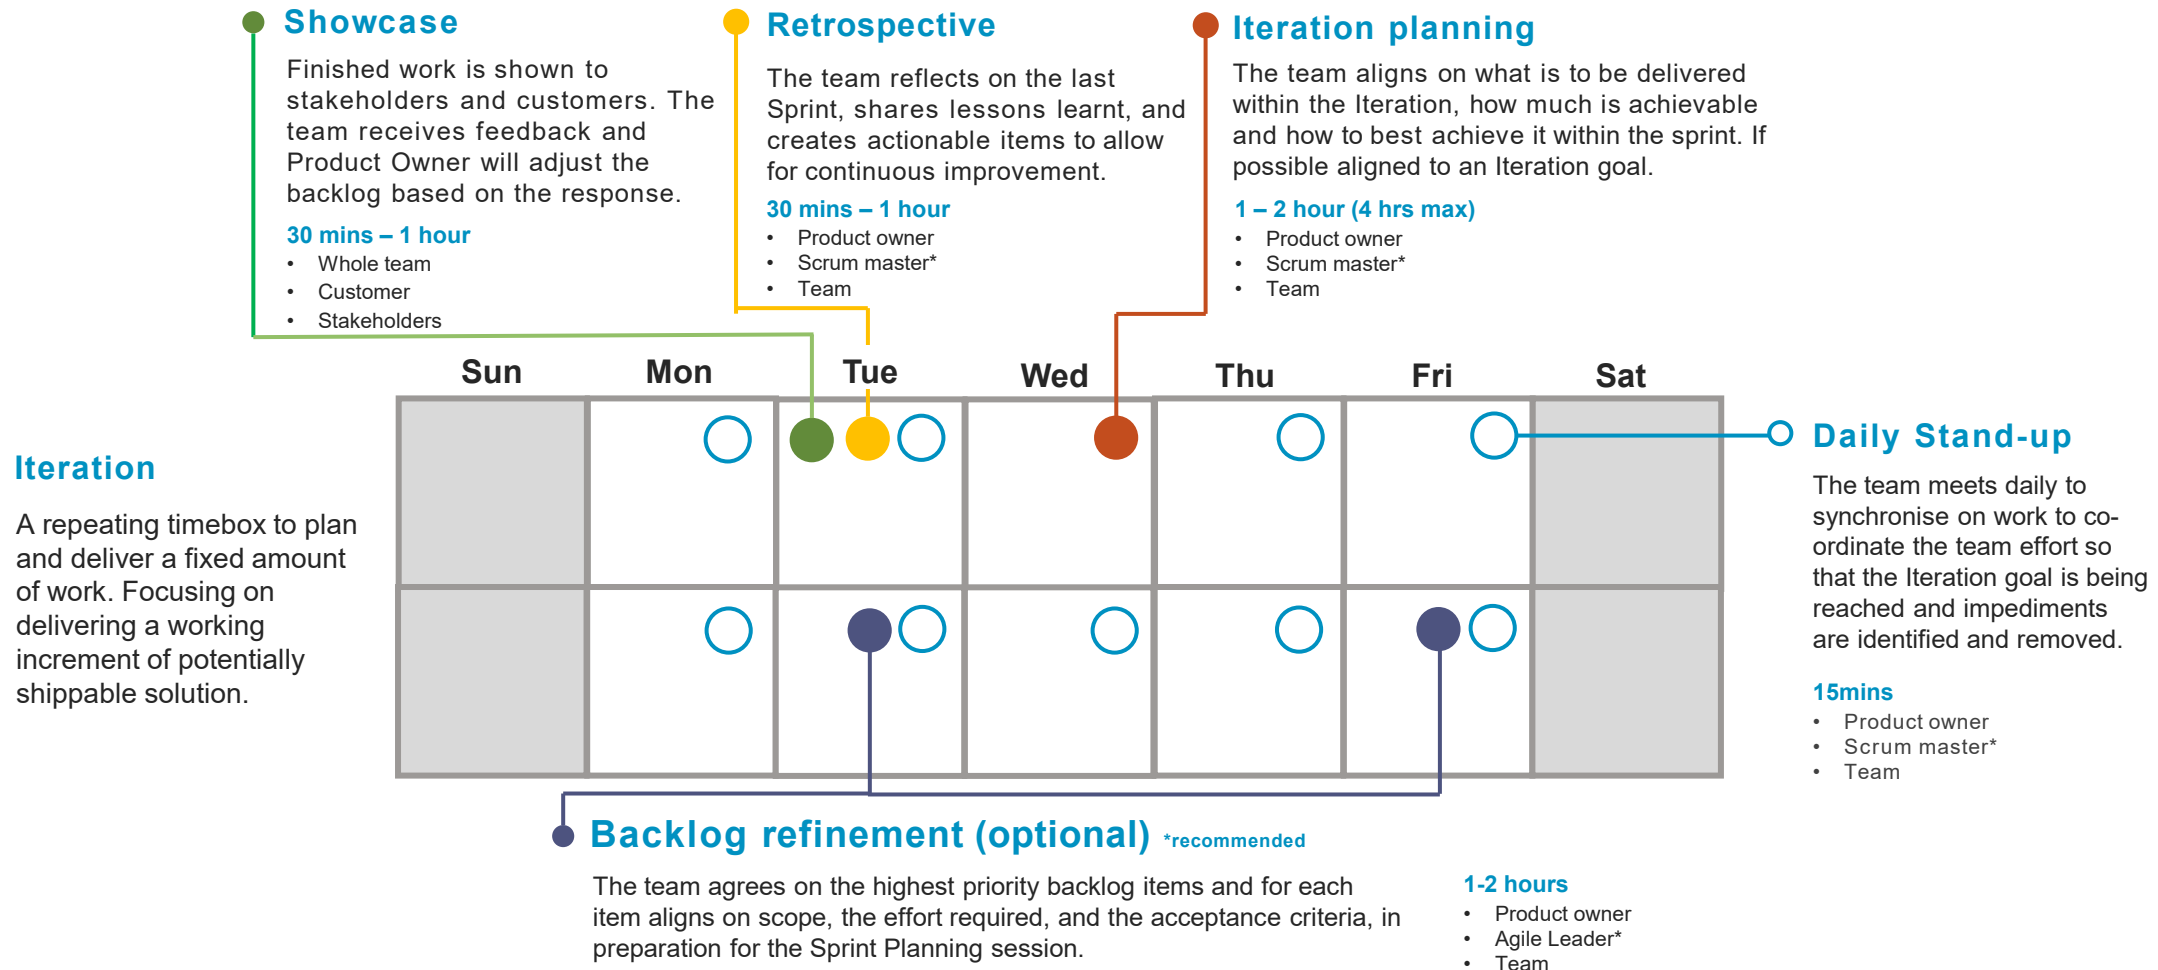 Showcase
Finished work is shown to
stakeholders and customers. The
team receives feedback and
Product Owner will adjust the
backlog based on the response.
30 mins – 1 hour
• Whole team
• Customer
• Stakeholders
Retrospective
The team reflects on the last
Sprint, shares lessons learnt, and
creates actionable items to allow
for continuous improvement.
30 mins – 1 hour
• Product owner
• Scrum master*
• Team
Iteration planning
The team aligns on what is to be delivered
within the Iteration, how much is achievable
and how to best achieve it within the sprint. If
possible aligned to an Iteration goal.
1 – 2 hour (4 hrs max)
• Product owner
• Scrum master*
• Team
Sun Mon Tue Wed Thu Fri Sat
Iteration
A repeating timebox to plan
and deliver a fixed amount
of work. Focusing on
delivering a working
increment of potentially
shippable solution.
Daily Stand-up
The team meets daily to
synchronise on work to co-
ordinate the team effort so
that the Iteration goal is being
reached and impediments
are identified and removed.
15mins
• Product owner
• Scrum master*
• Team
Backlog refinement (optional) *recommended
The team agrees on the highest priority backlog items and for each
item aligns on scope, the effort required, and the acceptance criteria, in
preparation for the Sprint Planning session.
1-2 hours
• Product owner
• Agile Leader*
• Team